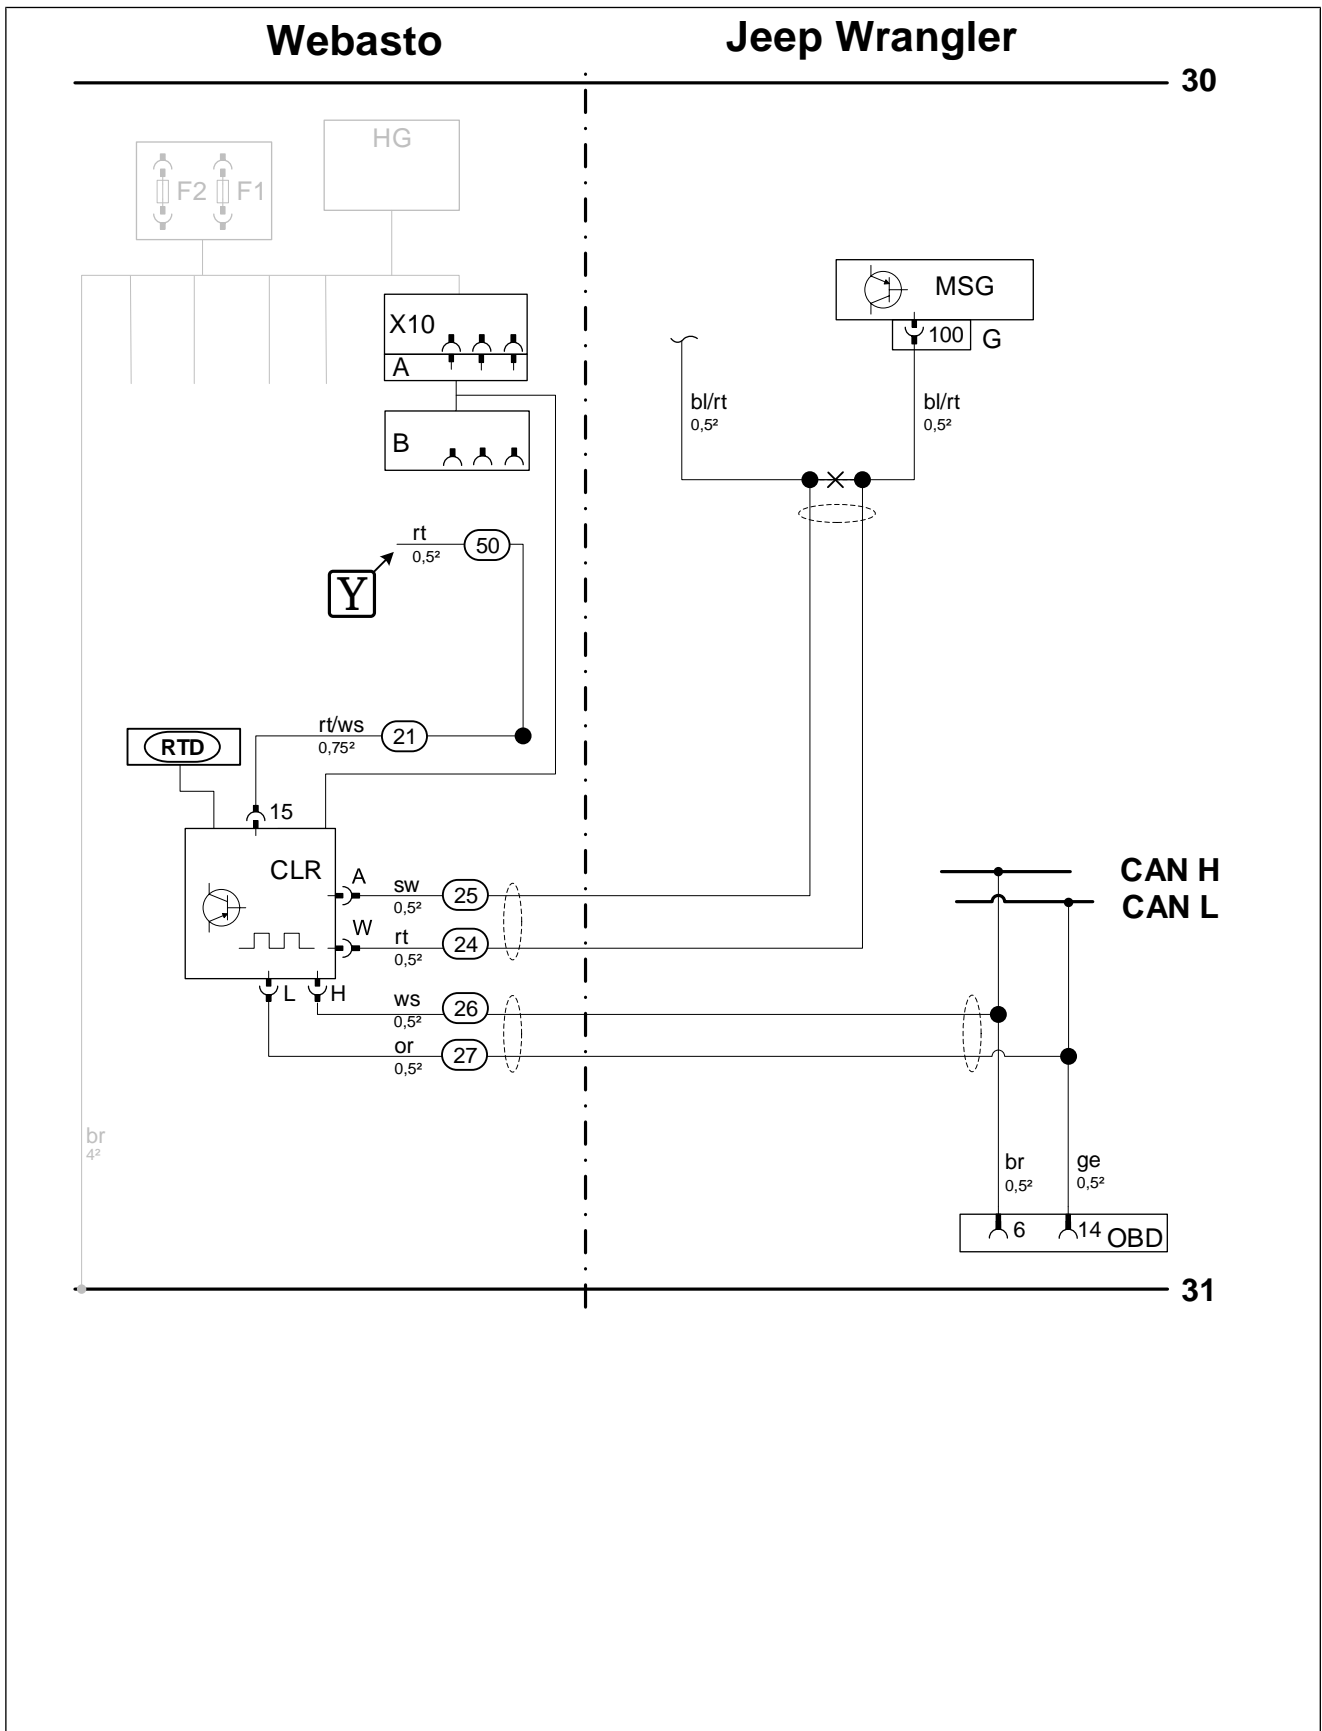 Webasto
Jeep Wrangler
30
HG
F2
F1
MSG
X10
100
G
A
bl/rt
0,5²
bl/rt
0,5²
B
rt
0,5²
50
Y
rt/ws
0,75²
21
RTD
15
CLR
A
sw
0,5²
25
CAN H
CAN L
W
rt
0,5²
24
L
H
ws
0,5²
26
or
0,5²
27
br
4²
br
0,5²
ge
0,5²
6
14
OBD
31